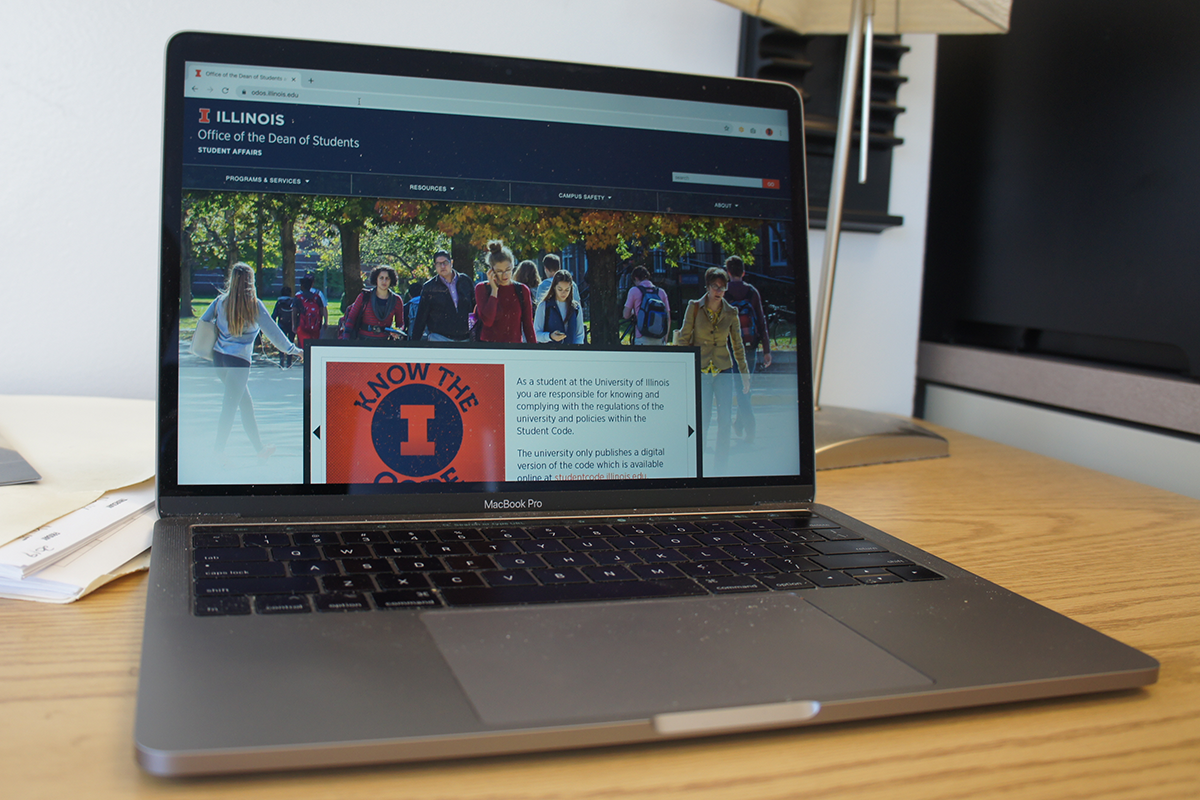 Office of the Dean of Students
odos.illinois.edu
I ILLINOIS
Office of the Dean of Students
STUDENT AFFAIRS
search
GO
PROGRAMS & SERVICES
RESOURCES
CAMPUS SAFETY
ABOUT
KNOW THE
I
As a student at the University of Illinois
you are responsible for knowing and
complying with the regulations of the
university and policies within the
Student Code.
The university only publishes a digital
version of the code which is available
online at studentcode.illinois.edu
MacBook Pro
Q W E R T Y U I O P
tab
caps lock
A S D F G H J K L
shift
Z X C V B N M
fn
control
option
command
command
option